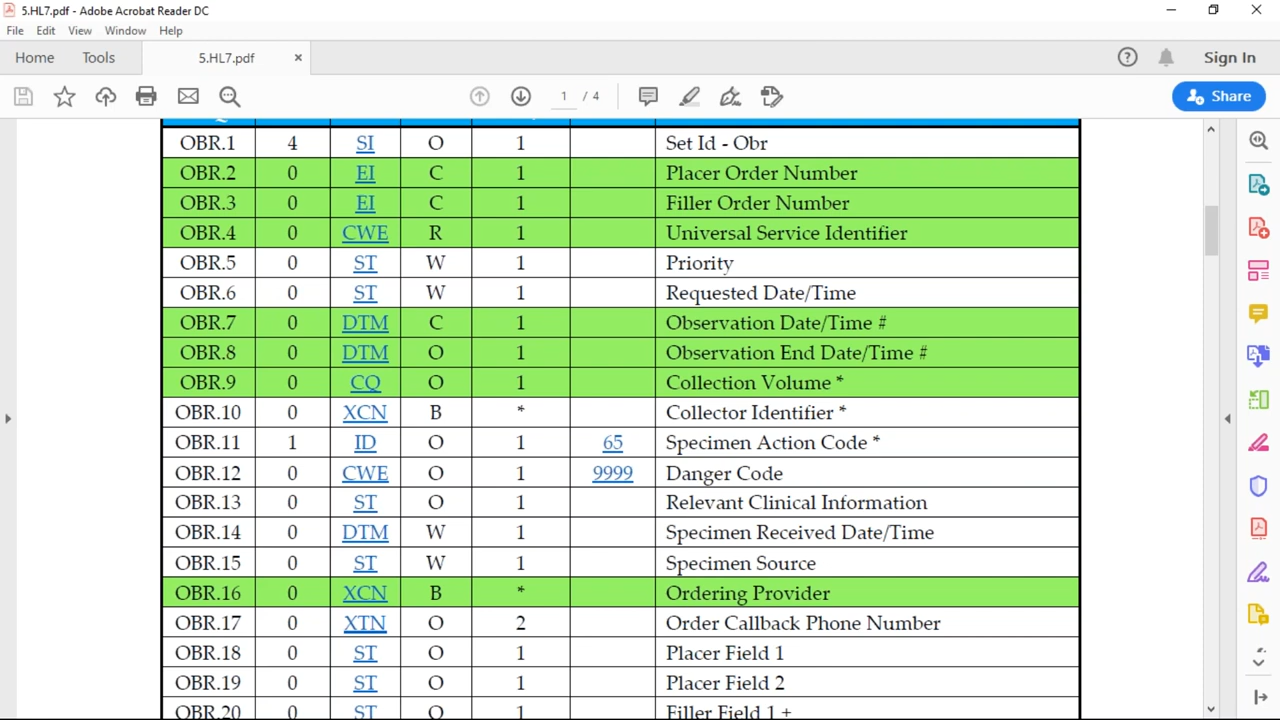 5.HL7.pdf - Adobe Acrobat Reader DC
File Edit View Window Help
Home Tools 5.HL7.pdf × Sign In
1 / 4 Share
OBR.1 4 SI O 1 Set Id - Obr
OBR.2 0 EI C 1 Placer Order Number
OBR.3 0 EI C 1 Filler Order Number
OBR.4 0 CWE R 1 Universal Service Identifier
OBR.5 0 ST W 1 Priority
OBR.6 0 ST W 1 Requested Date/Time
OBR.7 0 DTM C 1 Observation Date/Time #
OBR.8 0 DTM O 1 Observation End Date/Time #
OBR.9 0 CQ O 1 Collection Volume *
OBR.10 0 XCN B * Collector Identifier *
OBR.11 1 ID O 1 65 Specimen Action Code *
OBR.12 0 CWE O 1 9999 Danger Code
OBR.13 0 ST O 1 Relevant Clinical Information
OBR.14 0 DTM W 1 Specimen Received Date/Time
OBR.15 0 ST W 1 Specimen Source
OBR.16 0 XCN B * Ordering Provider
OBR.17 0 XTN O 2 Order Callback Phone Number
OBR.18 0 ST O 1 Placer Field 1
OBR.19 0 ST O 1 Placer Field 2
OBR.20 0 ST O 1 Filler Field 1 +